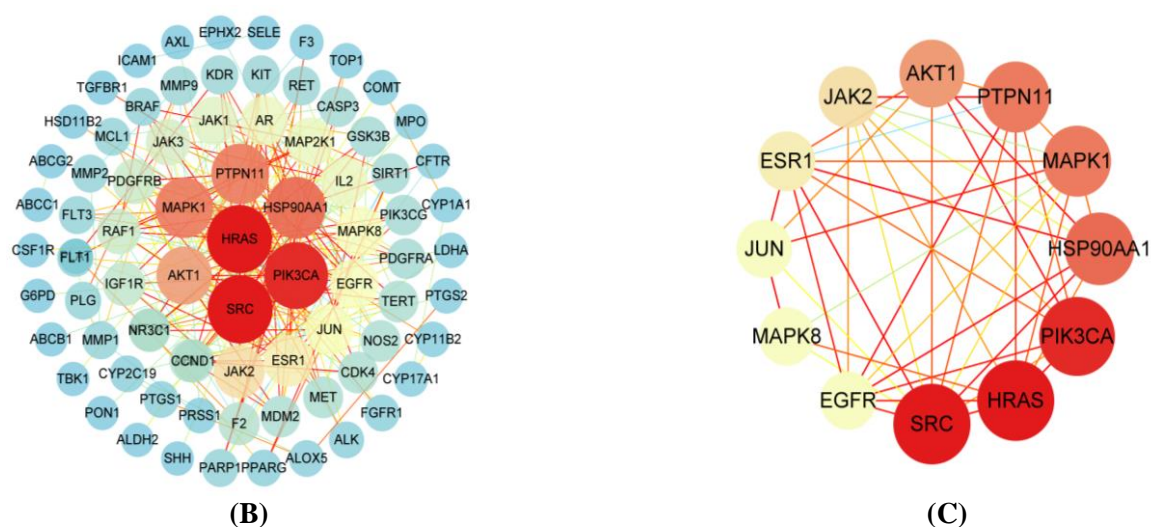 EPHX2 SELE
AXL F3
ICAM1 TOP1
TGFBR1 MMP9 KDR KIT RET COMT
HSD11B2 BRAF JAK1 AR CASP3 MPO
MCL1 JAK3 MAP2K1 GSK3B
ABCG2 MMP2 PDGFRB PTPN11 IL2 SIRT1 CFTR
ABCC1 FLT3 MAPK1 HSP90AA1 PIK3CG CYP1A1
CSF1R FLT1 RAF1 HRAS MAPK8 PDGFRA LDHA
G6PD PLG IGF1R AKT1 PIK3CA EGFR TERT PTGS2
ABCB1 MMP1 NR3C1 SRC JUN NOS2 CYP11B2
TBK1 CYP2C19 CCND1 JAK2 ESR1 CDK4 CYP17A1
PON1 PTGS1 PRSS1 F2 MDM2 MET FGFR1
ALDH2 SHH PARP1 PPARG ALOX5 ALK
(B)
AKT1
JAK2 PTPN11
ESR1 MAPK1
JUN HSP90AA1
MAPK8 PIK3CA
EGFR HRAS
SRC
(C)